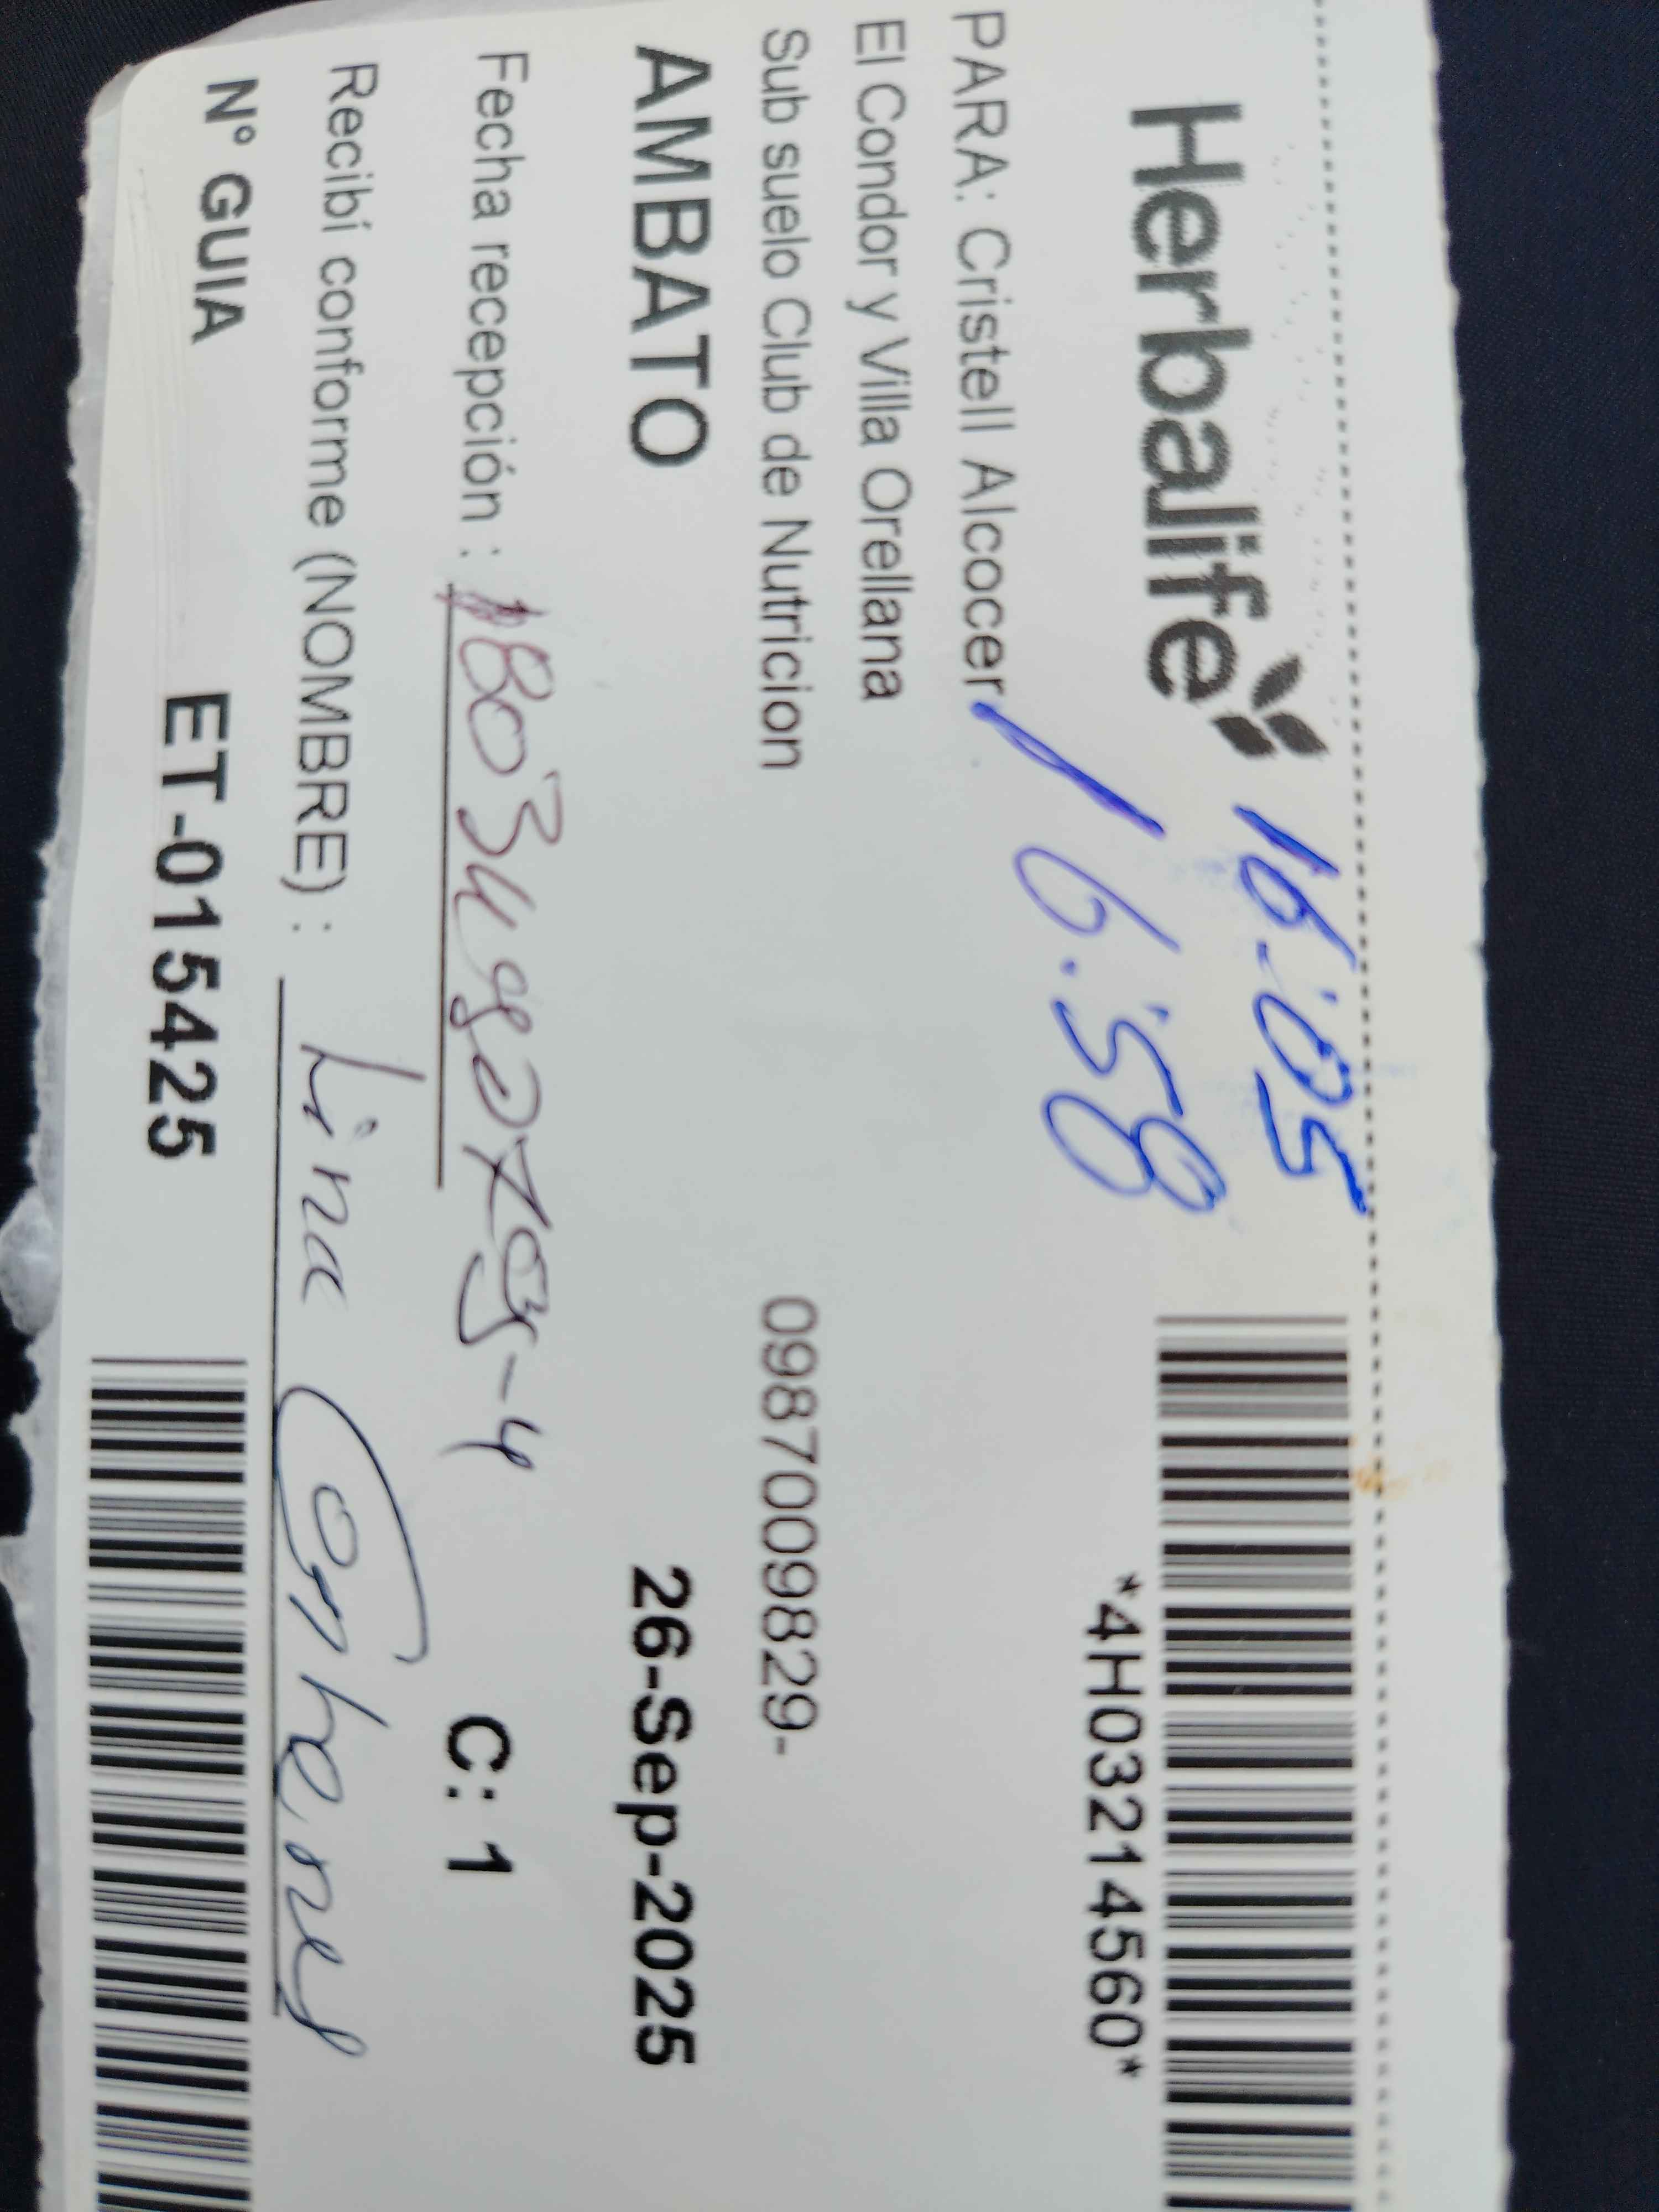 Herbalife 16:05
*4H03214560*
PARA: Cristell Alcocer 16.58
El Condor y Villa Orellana
Sub suelo Club de Nutricion 0987009829-
AMBATO 26-Sep-2025
Fecha recepción : C: 1
Recibí conforme (NOMBRE) : Lina
N° GUIA ET-015425